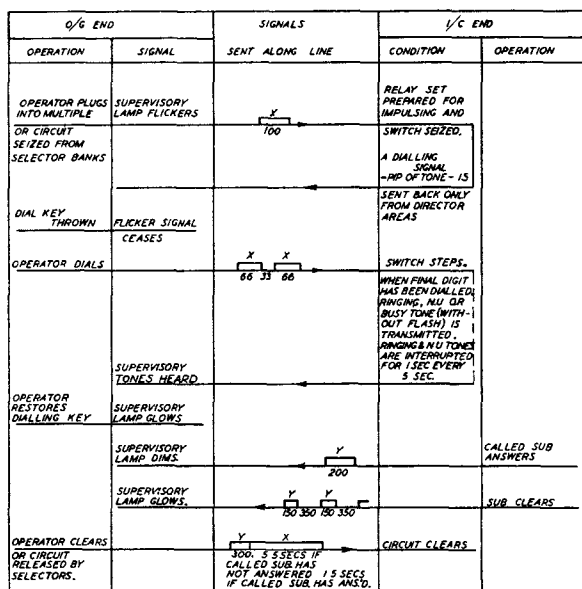 O/G END
SIGNALS
I/C END
OPERATION
SIGNAL
SENT ALONG LINE
CONDITION
OPERATION
OPERATOR PLUGS
INTO MULTIPLE
OR CIRCUIT
SEIZED FROM
SELECTOR BANKS
SUPERVISORY
LAMP FLICKERS
X
100
RELAY SET
PREPARED FOR
IMPULSING AND
SWITCH SEIZED.
A DIALLING
SIGNAL
-PIP OF TONE - IS
SENT BACK ONLY
FROM DIRECTOR
AREAS
DIAL KEY
THROWN
FLICKER SIGNAL
CEASES
OPERATOR DIALS
X X
66 33 66
SWITCH STEPS.
WHEN FINAL DIGIT
HAS BEEN DIALLED,
RINGING, N.U OR
BUSY TONE (WITH-
OUT FLASH) IS
TRANSMITTED.
RINGING & N U TONES
ARE INTERRUPTED
FOR 1 SEC EVERY
5 SEC.
SUPERVISORY
TONES HEARD
OPERATOR
RESTORES
DIALLING KEY
SUPERVISORY
LAMP GLOWS
SUPERVISORY
LAMP DIMS.
Y
200
CALLED SUB
ANSWERS
SUPERVISORY
LAMP GLOWS.
Y Y
150 350 150 350
SUB CLEARS
OPERATOR CLEARS
OR CIRCUIT
RELEASED BY
SELECTORS.
Y X
300. 5 5 SECS IF
CALLED SUB. HAS
NOT ANSWERED 1 5 SECS
IF CALLED SUB. HAS ANS'D.
CIRCUIT CLEARS